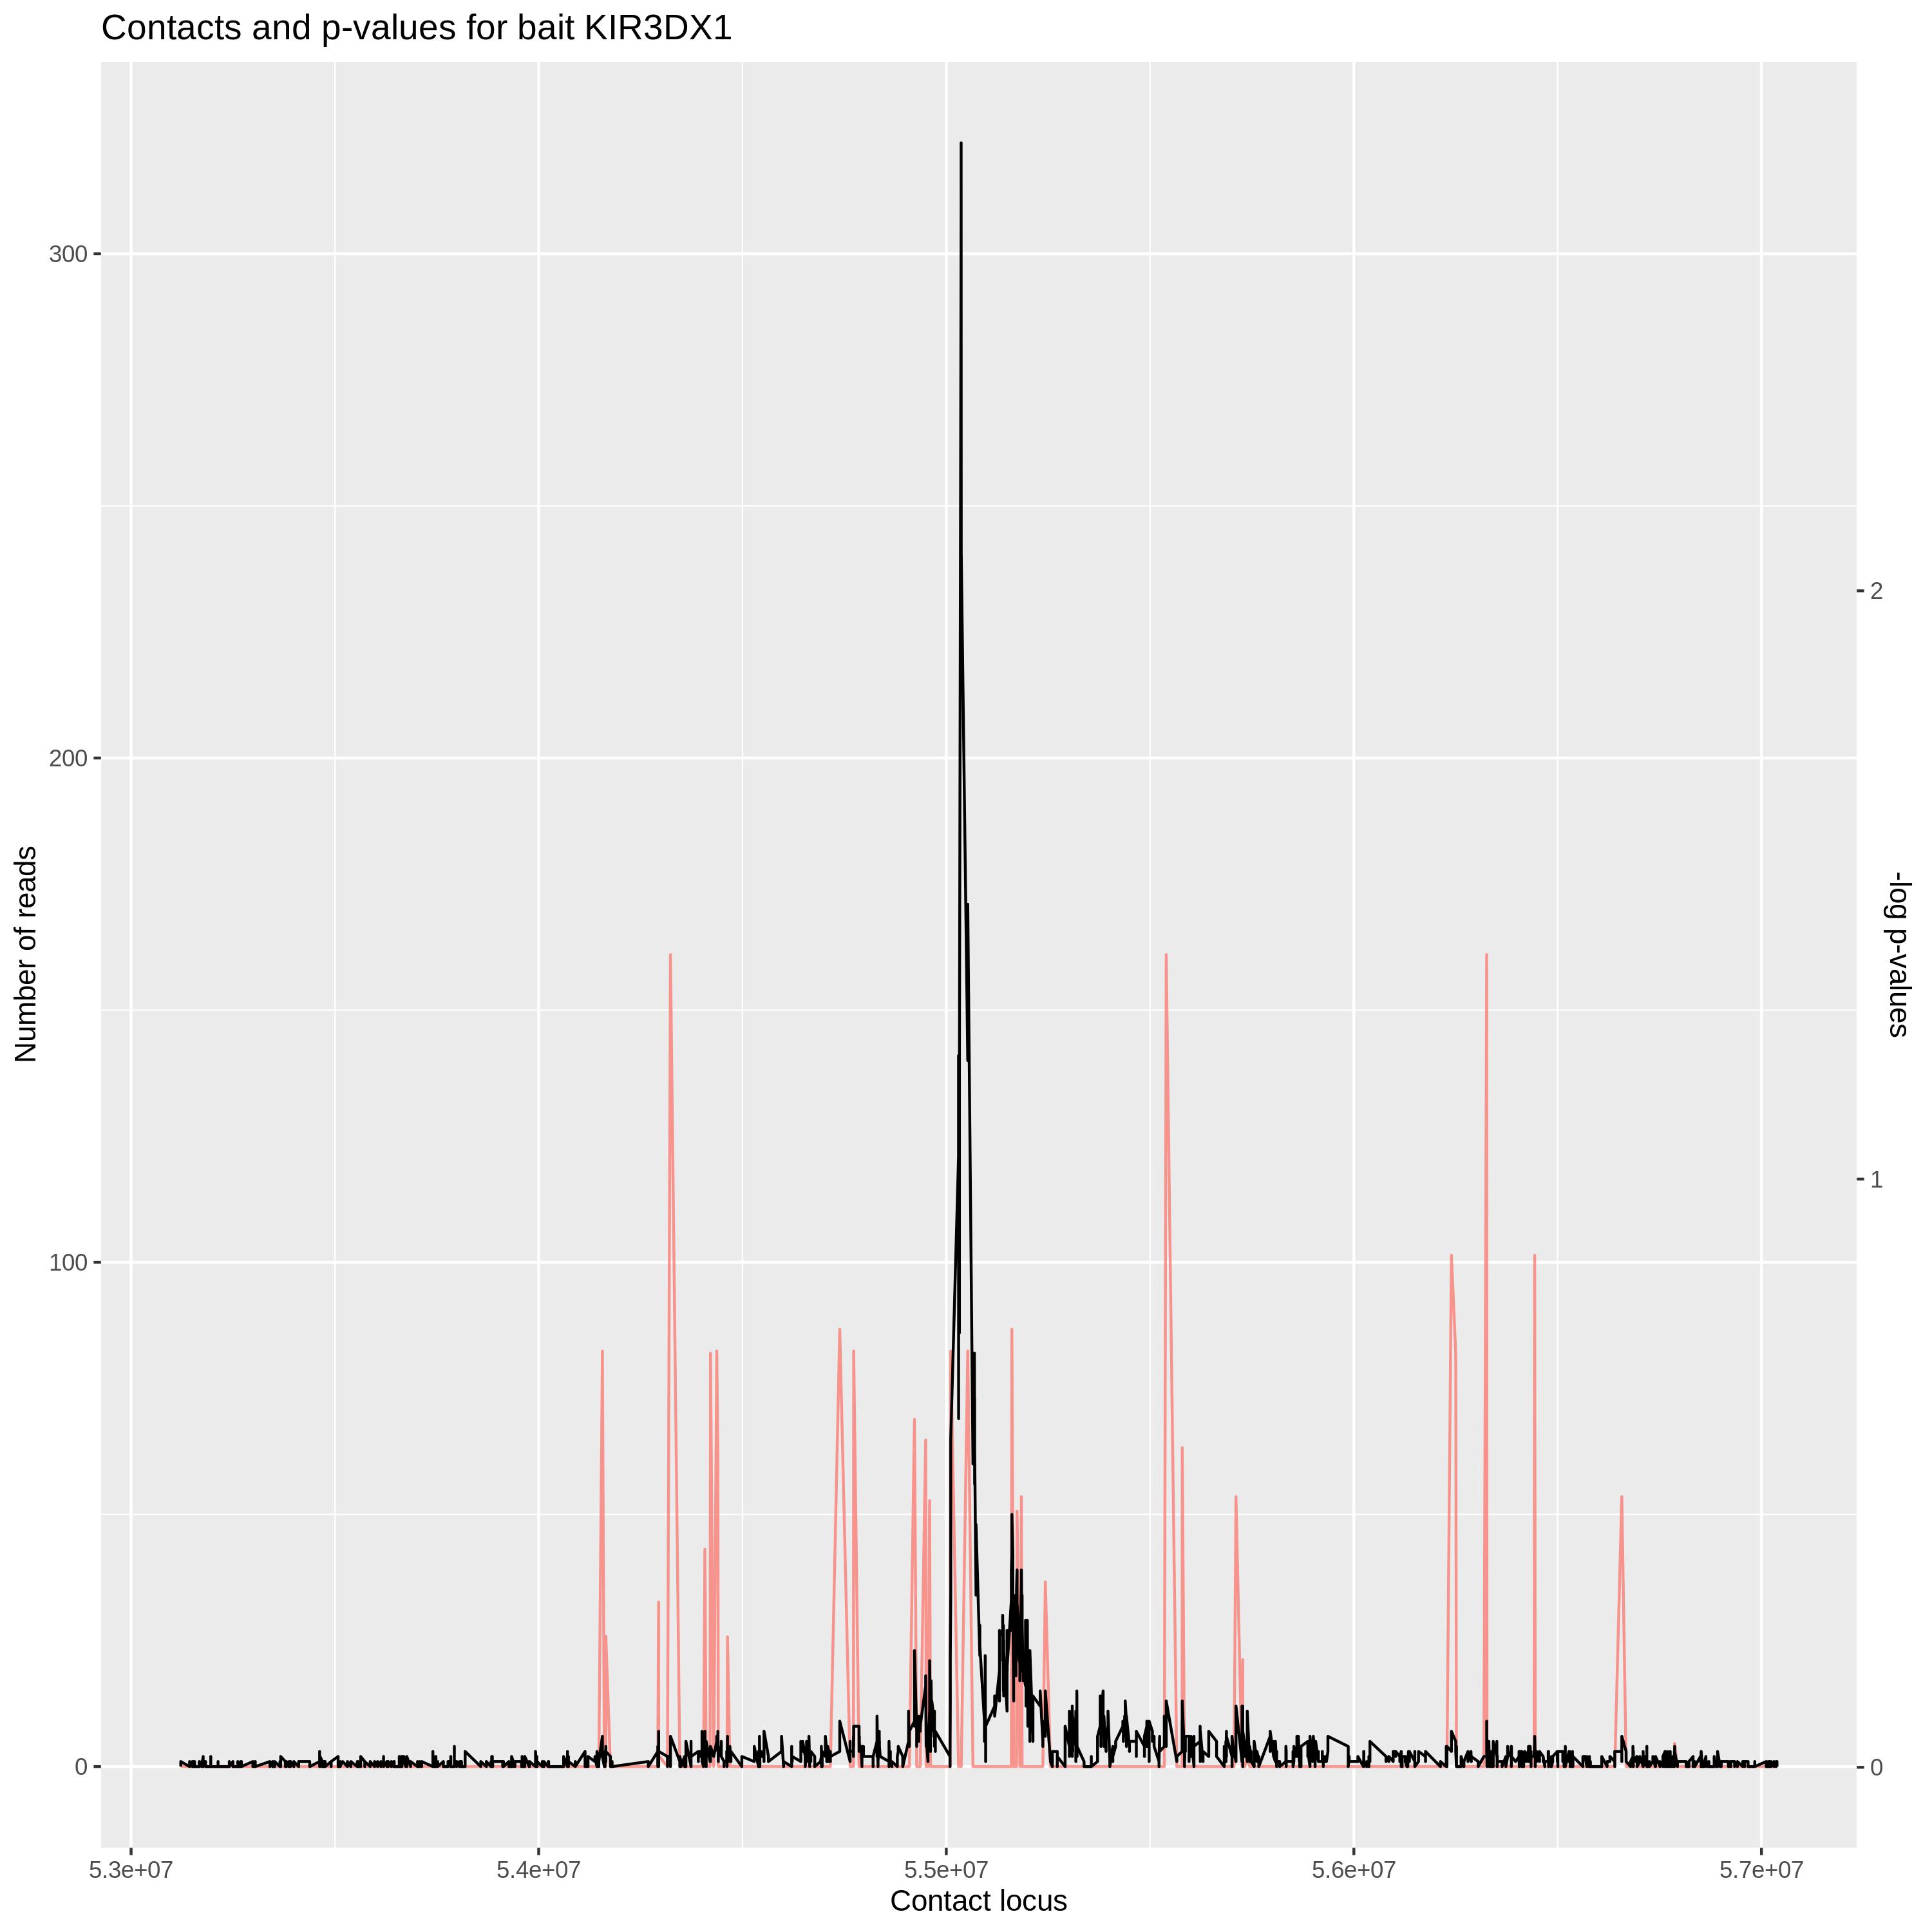 Contacts and p-values for bait KIR3DX1
300
200
100
0
Number of reads
2
1
0
-log p-values
5.3e+07
5.4e+07
5.5e+07
5.6e+07
5.7e+07
Contact locus